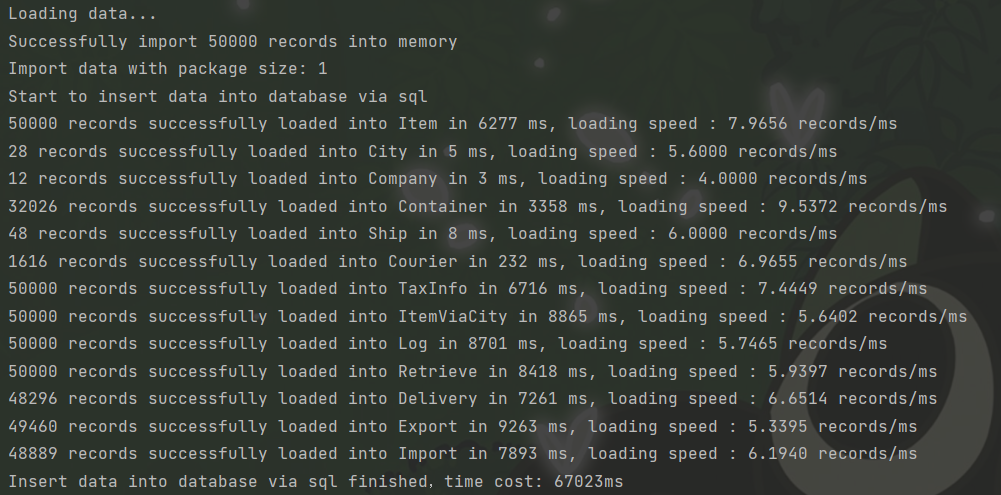 Loading data...
Successfully import 50000 records into memory
Import data with package size: 1
Start to insert data into database via sql
50000 records successfully loaded into Item in 6277 ms, loading speed : 7.9656 records/ms
28 records successfully loaded into City in 5 ms, loading speed : 5.6000 records/ms
12 records successfully loaded into Company in 3 ms, loading speed : 4.0000 records/ms
32026 records successfully loaded into Container in 3358 ms, loading speed : 9.5372 records/ms
48 records successfully loaded into Ship in 8 ms, loading speed : 6.0000 records/ms
1616 records successfully loaded into Courier in 232 ms, loading speed : 6.9655 records/ms
50000 records successfully loaded into TaxInfo in 6716 ms, loading speed : 7.4449 records/ms
50000 records successfully loaded into ItemViaCity in 8865 ms, loading speed : 5.6402 records/ms
50000 records successfully loaded into Log in 8701 ms, loading speed : 5.7465 records/ms
50000 records successfully loaded into Retrieve in 8418 ms, loading speed : 5.9397 records/ms
48296 records successfully loaded into Delivery in 7261 ms, loading speed : 6.6514 records/ms
49460 records successfully loaded into Export in 9263 ms, loading speed : 5.3395 records/ms
48889 records successfully loaded into Import in 7893 ms, loading speed : 6.1940 records/ms
Insert data into database via sql finished, time cost: 67023ms